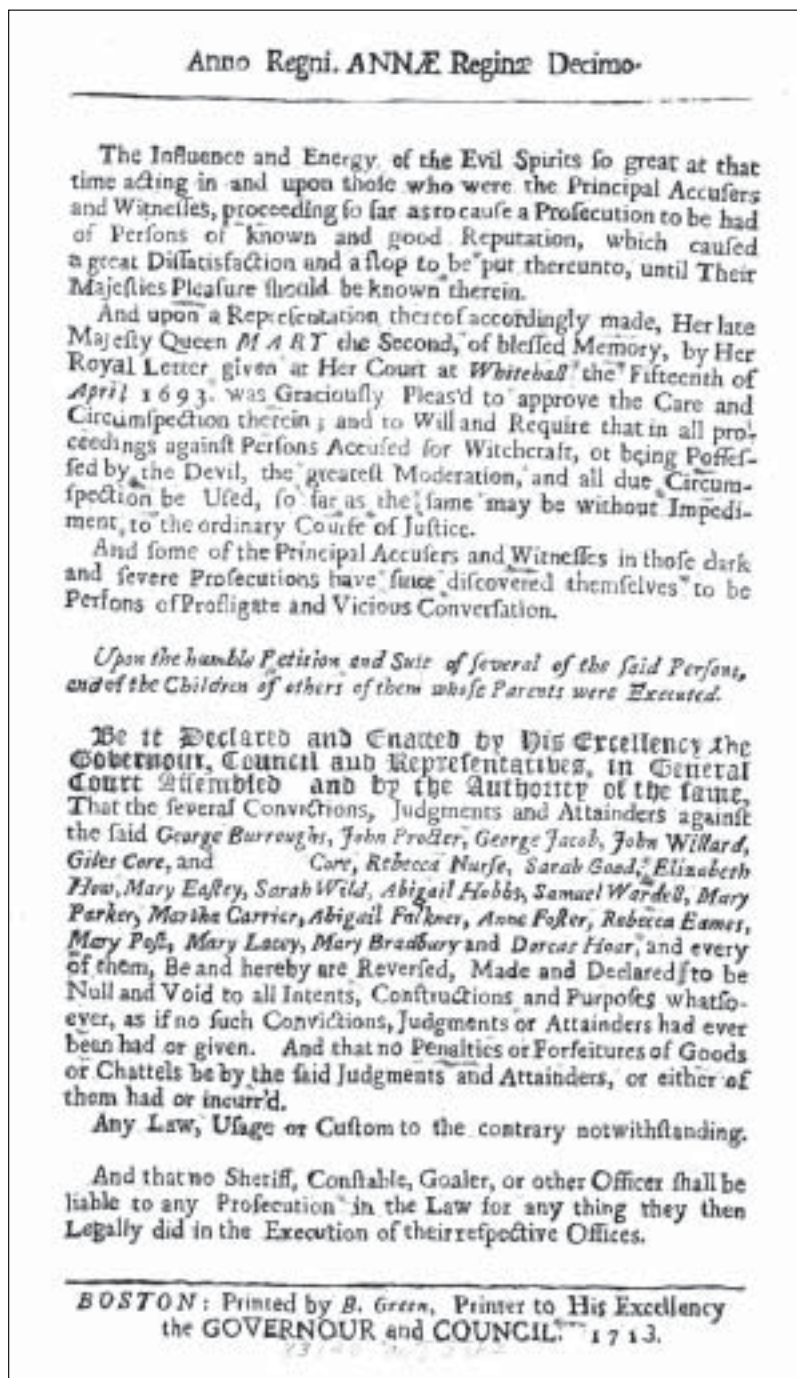 Anno Regni. ANNÆ Reginæ Decimo.
The Influence and Energy of the Evil Spirits ſo great at that
time acting in and upon thoſe who were the Principal Accuſers
and Witneſſes, proceeding ſo far as to cauſe a Proſecution to be had
of Perſons of known and good Reputation, which cauſed
a great Diſſatisfaction and a ſtop to be put thereunto, until Their
Majeſties Pleaſure ſhould be known therein.
And upon a Repreſentation thereof accordingly made, Her late
Majeſty Queen MARY the Second, of bleſſed Memory, by Her
Royal Letter given at Her Court at Whitehall the Fifteenth of
April 1693. was Graciouſly Pleas'd to approve the Care and
Circumſpection therein; and to Will and Require that in all pro-
ceedings againſt Perſons Accuſed for Witchcraft, or being Poſſeſ-
ſed by the Devil, the greateſt Moderation, and all due Circum-
ſpection be Uſed, ſo far as the ſame may be without Impedi-
ment, to the ordinary Courſe of Juſtice.
And ſome of the Principal Accuſers and Witneſſes in thoſe dark
and ſevere Proſecutions have ſince diſcovered themſelves to be
Perſons of Profligate and Vicious Converſation.
Upon the humble Petition and Suit of ſeveral of the ſaid Perſons,
and of the Children of others of them whoſe Parents were Executed.
Be it Declared and Enacted by His Excellency the
Governour, Council and Repreſentatives, in General
Court Aſſembled and by the Authority of the ſame,
That the ſeveral Convictions, Judgments and Attainders againſt
the ſaid George Burroughs, John Procter, George Jacob, John Willard,
Giles Core, and Core, Rebecca Nurſe, Sarah Good, Elizabeth
How, Mary Eaſtey, Sarah Wild, Abigail Hobbs, Samuel Wardell, Mary
Parker, Martha Carrier, Abigail Falkner, Anne Foſter, Rebecca Eames,
Mary Poſt, Mary Lacey, Mary Bradbury and Dorcas Hoar, and every
of them, Be and hereby are Reverſed, Made and Declared to be
Null and Void to all Intents, Conſtructions and Purpoſes whatſo-
ever, as if no ſuch Convictions, Judgments or Attainders had ever
been had or given. And that no Penalties or Forfeitures of Goods
or Chattels be by the ſaid Judgments and Attainders, or either of
them had or incurr'd.
Any Law, Uſage or Cuſtom to the contrary notwithſtanding.
And that no Sheriff, Conſtable, Goaler, or other Officer ſhall be
liable to any Proſecution in the Law for any thing they then
Legally did in the Execution of their reſpective Offices.
BOSTON: Printed by B. Green, Printer to His Excellency
the GOVERNOUR and COUNCIL. 1713.